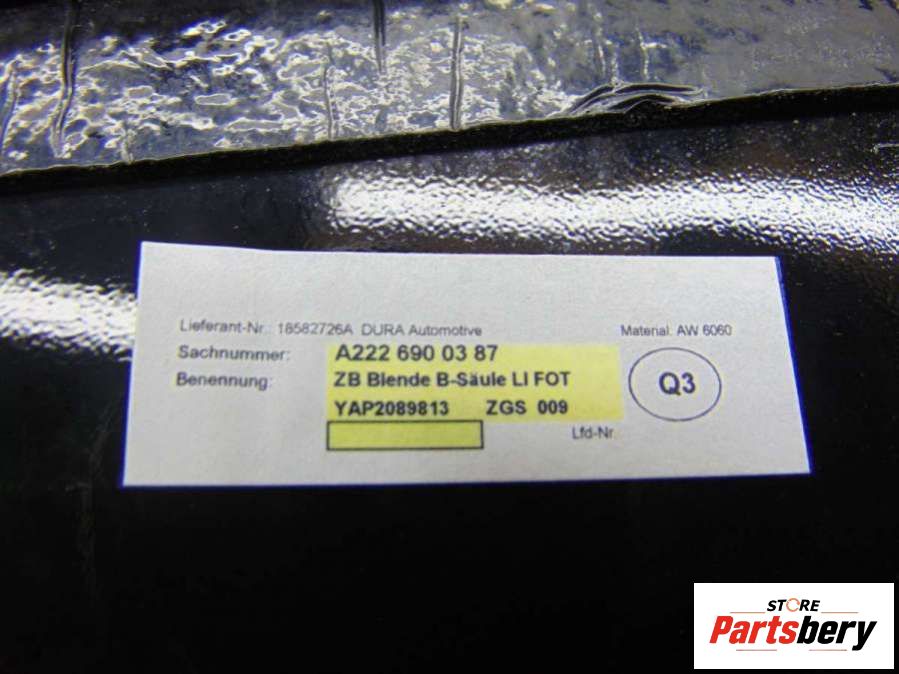 Lieferant-Nr.: 18582726A DURA Automotive Material: AW 6060
Sachnummer: A222 690 03 87
Benennung: ZB Blende B-Säule LI FOT
Q3
YAP2089813 ZGS 009
Lfd-Nr.
STORE
Partsbery